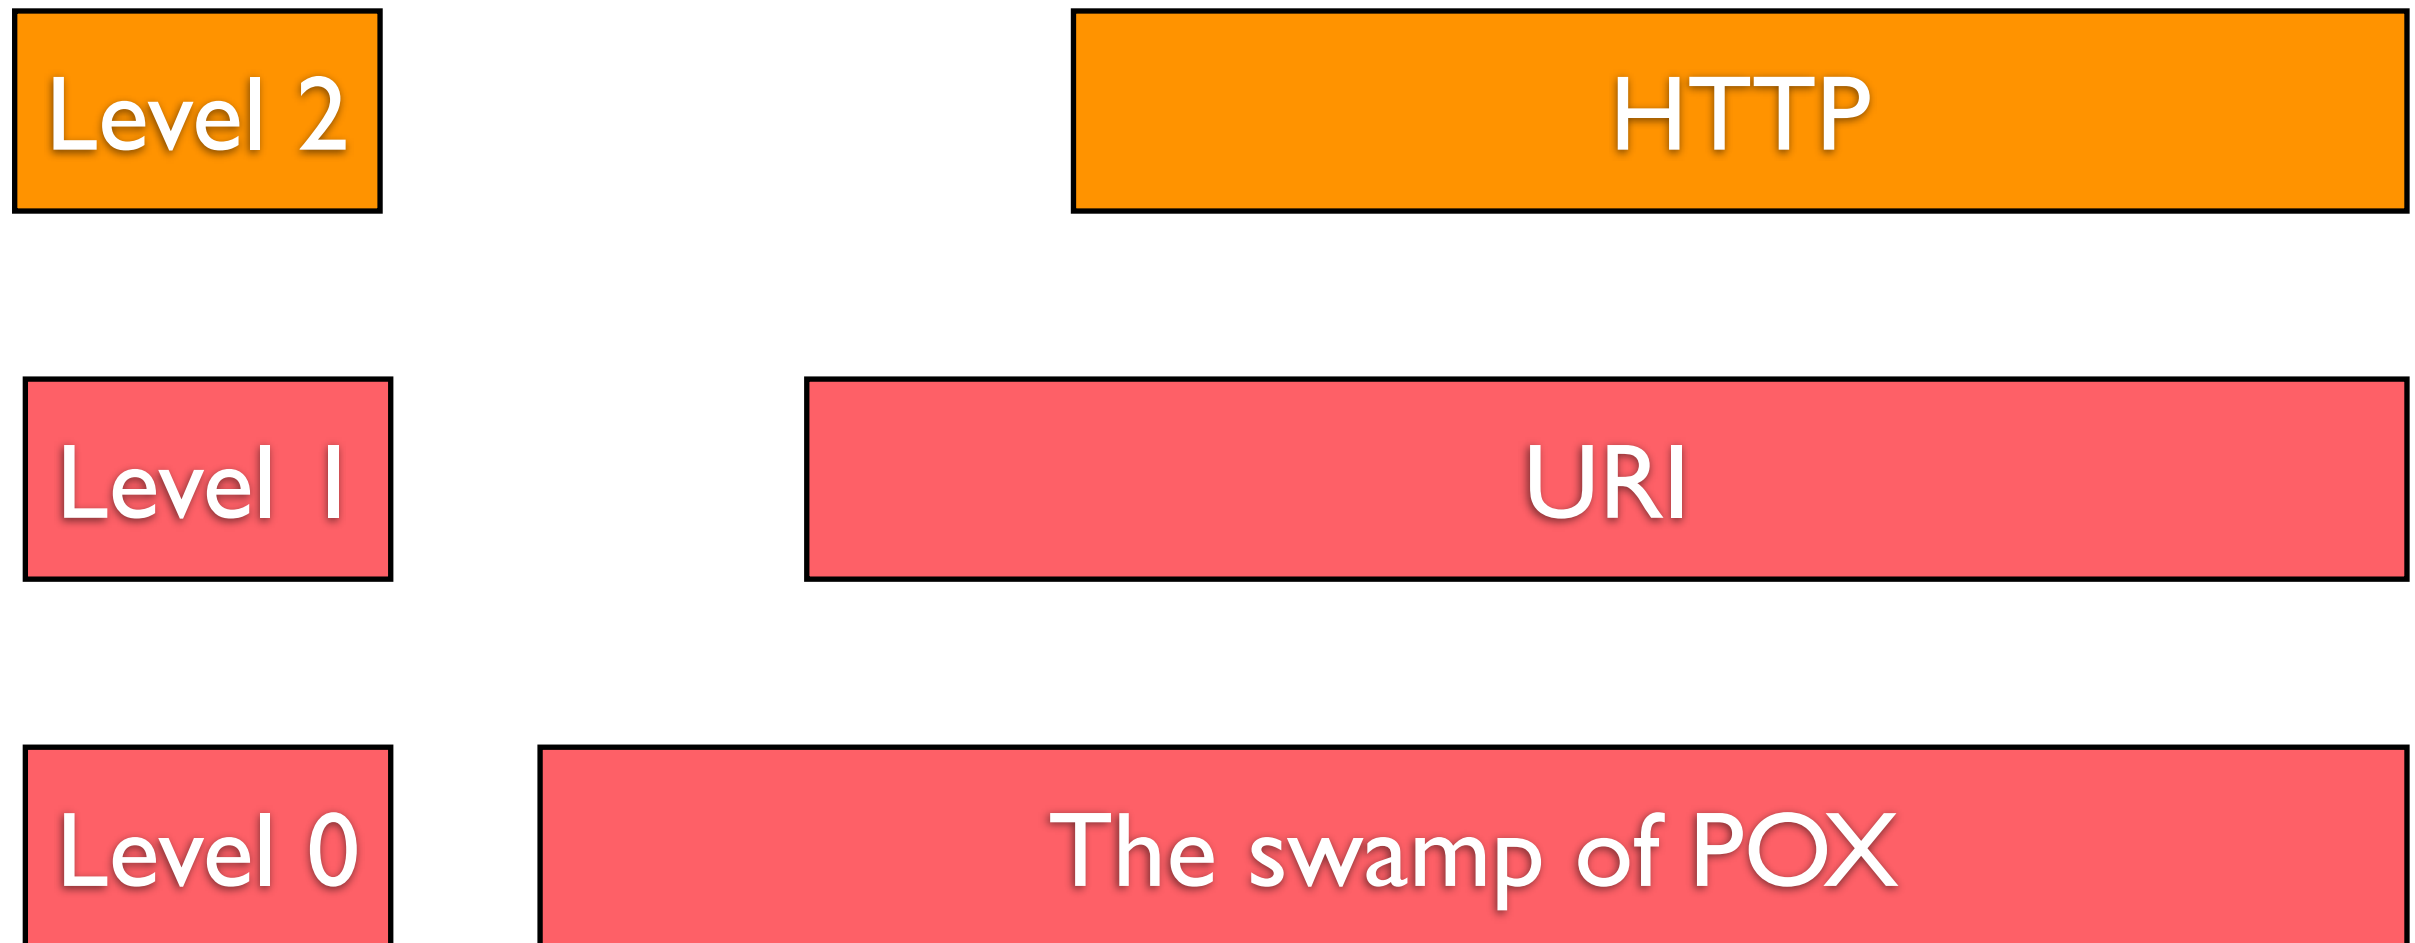 Level 2
HTTP
Level 1
URI
Level 0
The swamp of POX